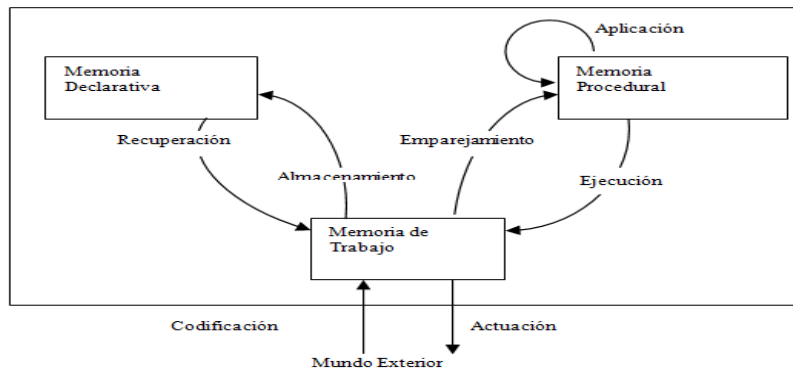 Aplicación
Memoria
Declarativa
Memoria
Procedural
Recuperación
Emparejamiento
Almacenamiento
Ejecución
Memoria de
Trabajo
Codificación
Actuación
Mundo Exterior